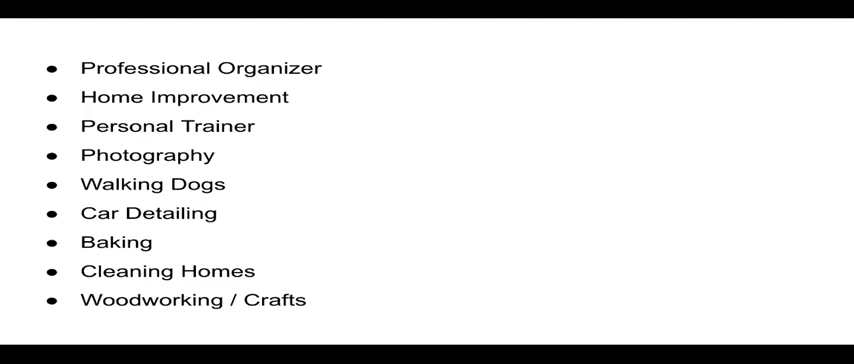 ● Professional Organizer
● Home Improvement
● Personal Trainer
● Photography
● Walking Dogs
● Car Detailing
● Baking
● Cleaning Homes
● Woodworking / Crafts